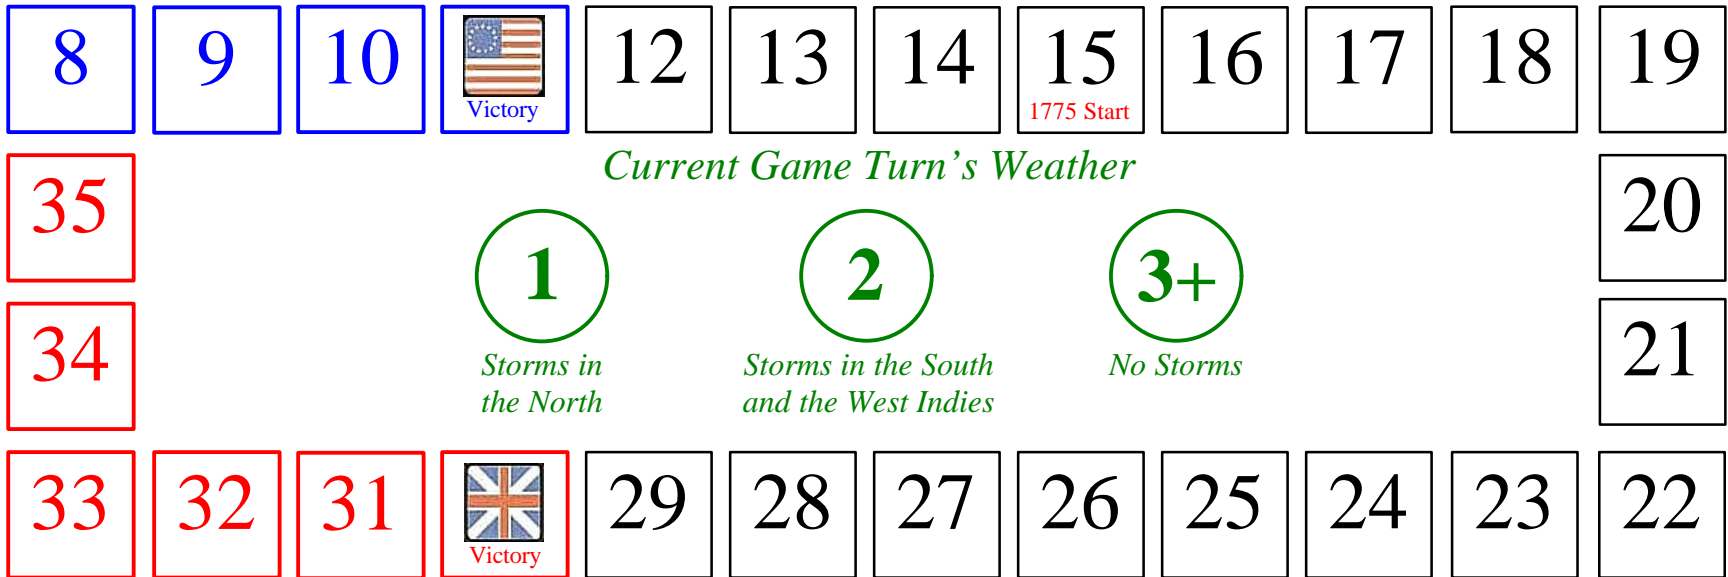 8 9 10 12 13 14 15 16 17 18 19
Victory 1775 Start
35 Current Game Turn’s Weather 20
1 2 3+
34 21
Storms in Storms in the South No Storms
the North and the West Indies
33 32 31 29 28 27 26 25 24 23 22
Victory